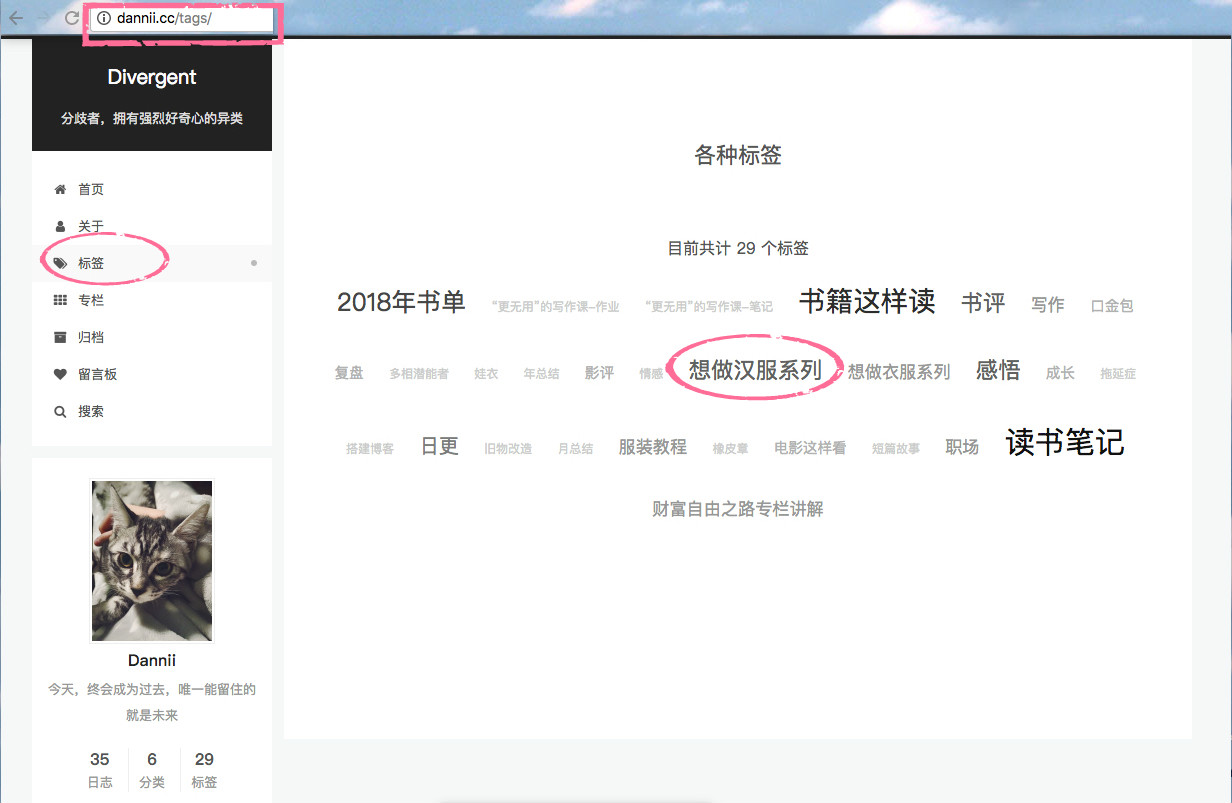 dannii.cc/tags/
Divergent
分歧者，拥有强烈好奇心的异类
首页
关于
标签
专栏
归档
留言板
搜索
Dannii
今天，终会成为过去，唯一能留住的
就是未来
35 6 29
日志 分类 标签
各种标签
目前共计 29 个标签
2018年书单 “更无用”的写作课–作业 “更无用”的写作课–笔记 书籍这样读 书评 写作 口金包
复盘 多相潜能者 娃衣 年总结 影评 情感 想做汉服系列 想做衣服系列 感悟 成长 拖延症
搭建博客 日更 旧物改造 月总结 服装教程 橡皮章 电影这样看 短篇故事 职场 读书笔记
财富自由之路专栏讲解